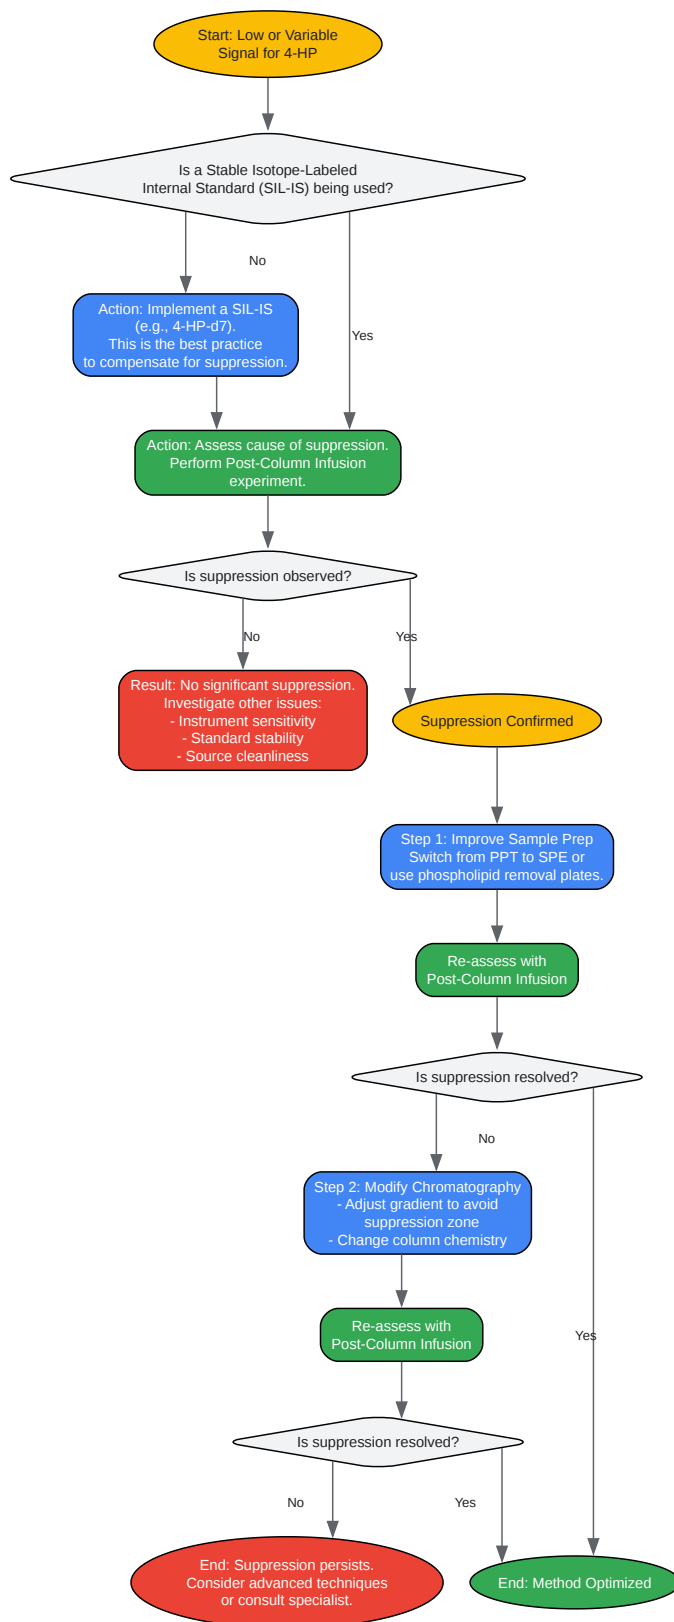 Start: Low or Variable
Signal for 4-HP
Is a Stable Isotope-Labeled
Internal Standard (SIL-IS) being used?
No
Action: Implement a SIL-IS
(e.g., 4-HP-d7).
This is the best practice
to compensate for suppression.
Yes
Action: Assess cause of suppression.
Perform Post-Column Infusion
experiment.
Is suppression observed?
No
Yes
Result: No significant suppression.
Investigate other issues:
- Instrument sensitivity
- Standard stability
- Source cleanliness
Suppression Confirmed
Step 1: Improve Sample Prep
Switch from PPT to SPE or
use phospholipid removal plates.
Re-assess with
Post-Column Infusion
Is suppression resolved?
No
Step 2: Modify Chromatography
- Adjust gradient to avoid
suppression zone
- Change column chemistry
Re-assess with
Post-Column Infusion
Yes
Is suppression resolved?
No
Yes
End: Suppression persists.
Consider advanced techniques
or consult specialist.
End: Method Optimized